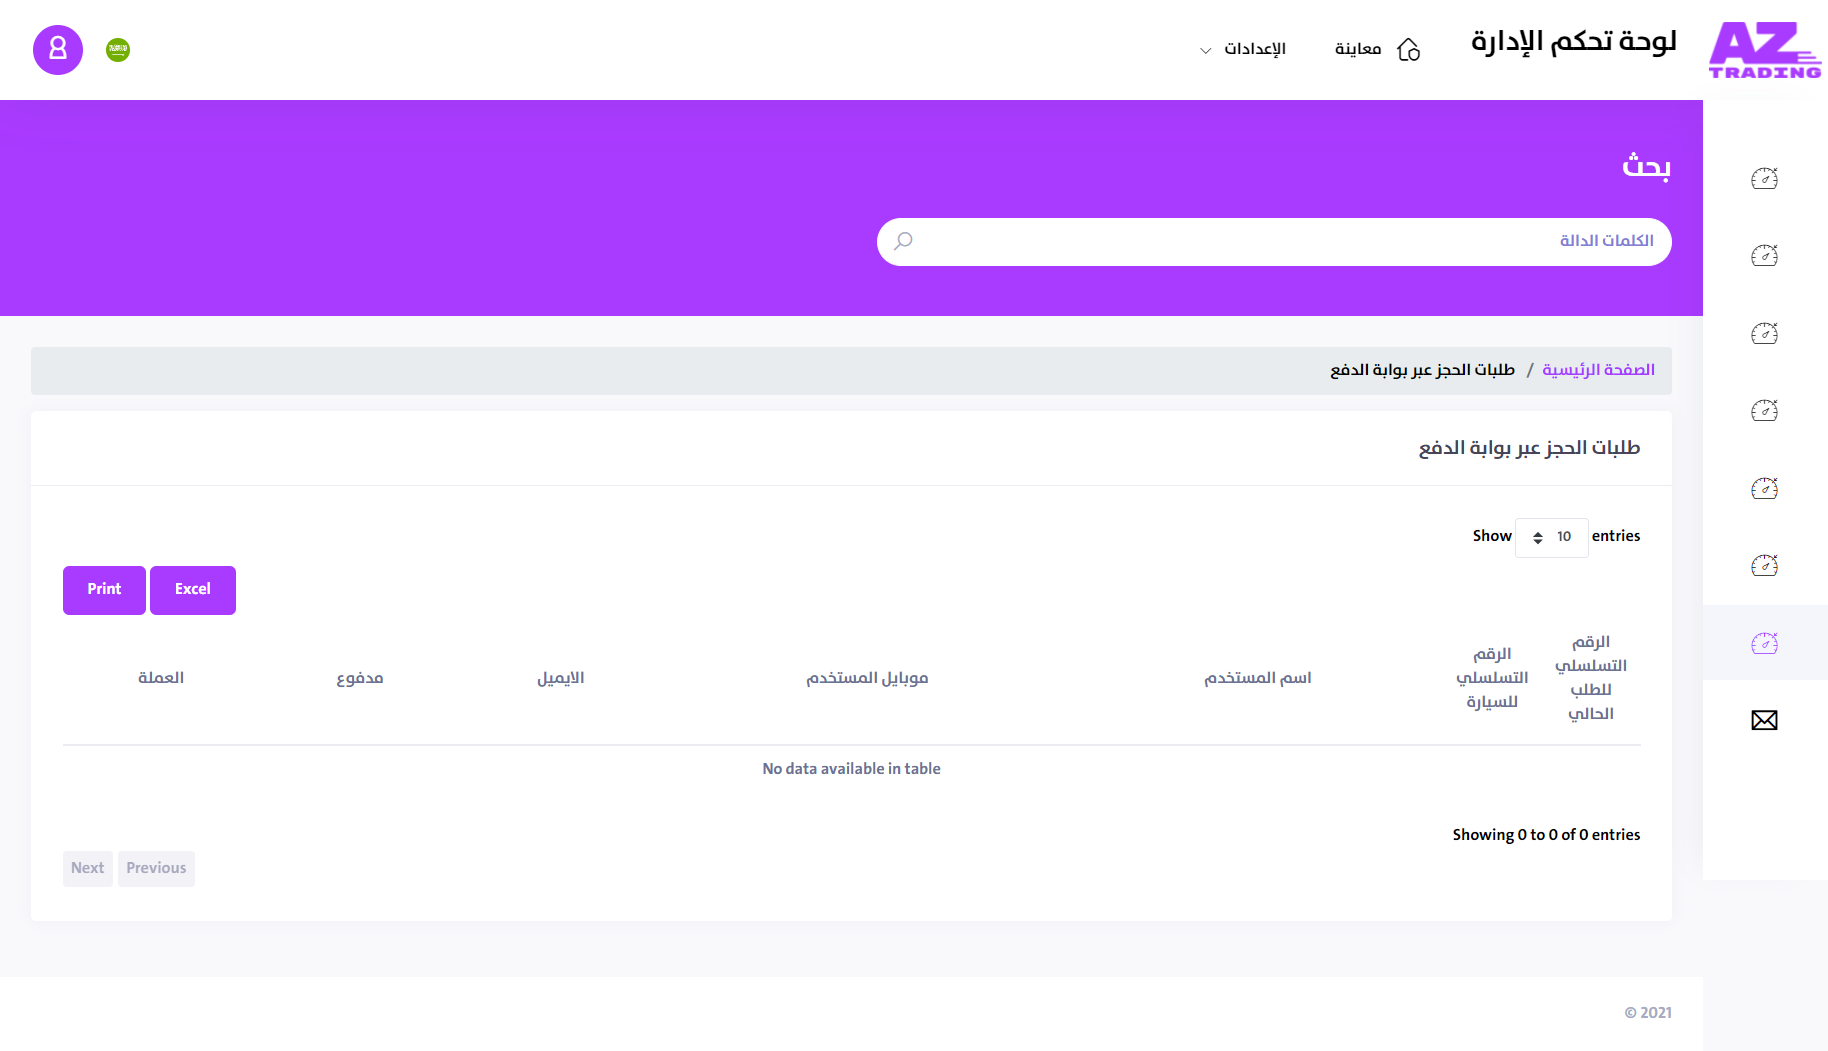 AZ
TRADING
لوحة تحكم الإدارة
معاينة
الإعدادات
بحث
الكلمات الدالة
الصفحة الرئيسية / طلبات الحجز عبر بوابة الدفع
طلبات الحجز عبر بوابة الدفع
Show 10 entries
Print
Excel
الرقم
التسلسلي
للطلب
الحالي
الرقم
التسلسلي
للسيارة
اسم المستخدم
موبايل المستخدم
الايميل
مدفوع
العملة
No data available in table
Showing 0 to 0 of 0 entries
Next
Previous
© 2021